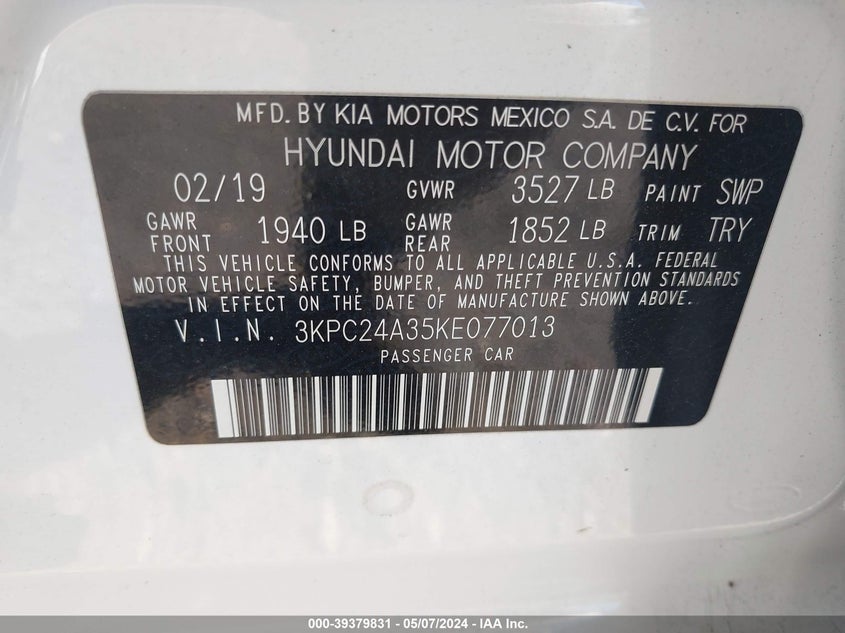 MFD. BY KIA MOTORS MEXICO S.A. DE C.V. FOR
HYUNDAI MOTOR COMPANY
02/19 GVWR 3527 LB PAINT SWP
GAWR FRONT 1940 LB GAWR REAR 1852 LB TRIM TRY
THIS VEHICLE CONFORMS TO ALL APPLICABLE U.S.A. FEDERAL
MOTOR VEHICLE SAFETY, BUMPER, AND THEFT PREVENTION STANDARDS
IN EFFECT ON THE DATE OF MANUFACTURE SHOWN ABOVE.
V.I.N. 3KPC24A35KE077013
PASSENGER CAR
000-39379831 - 05/07/2024 - IAA Inc.